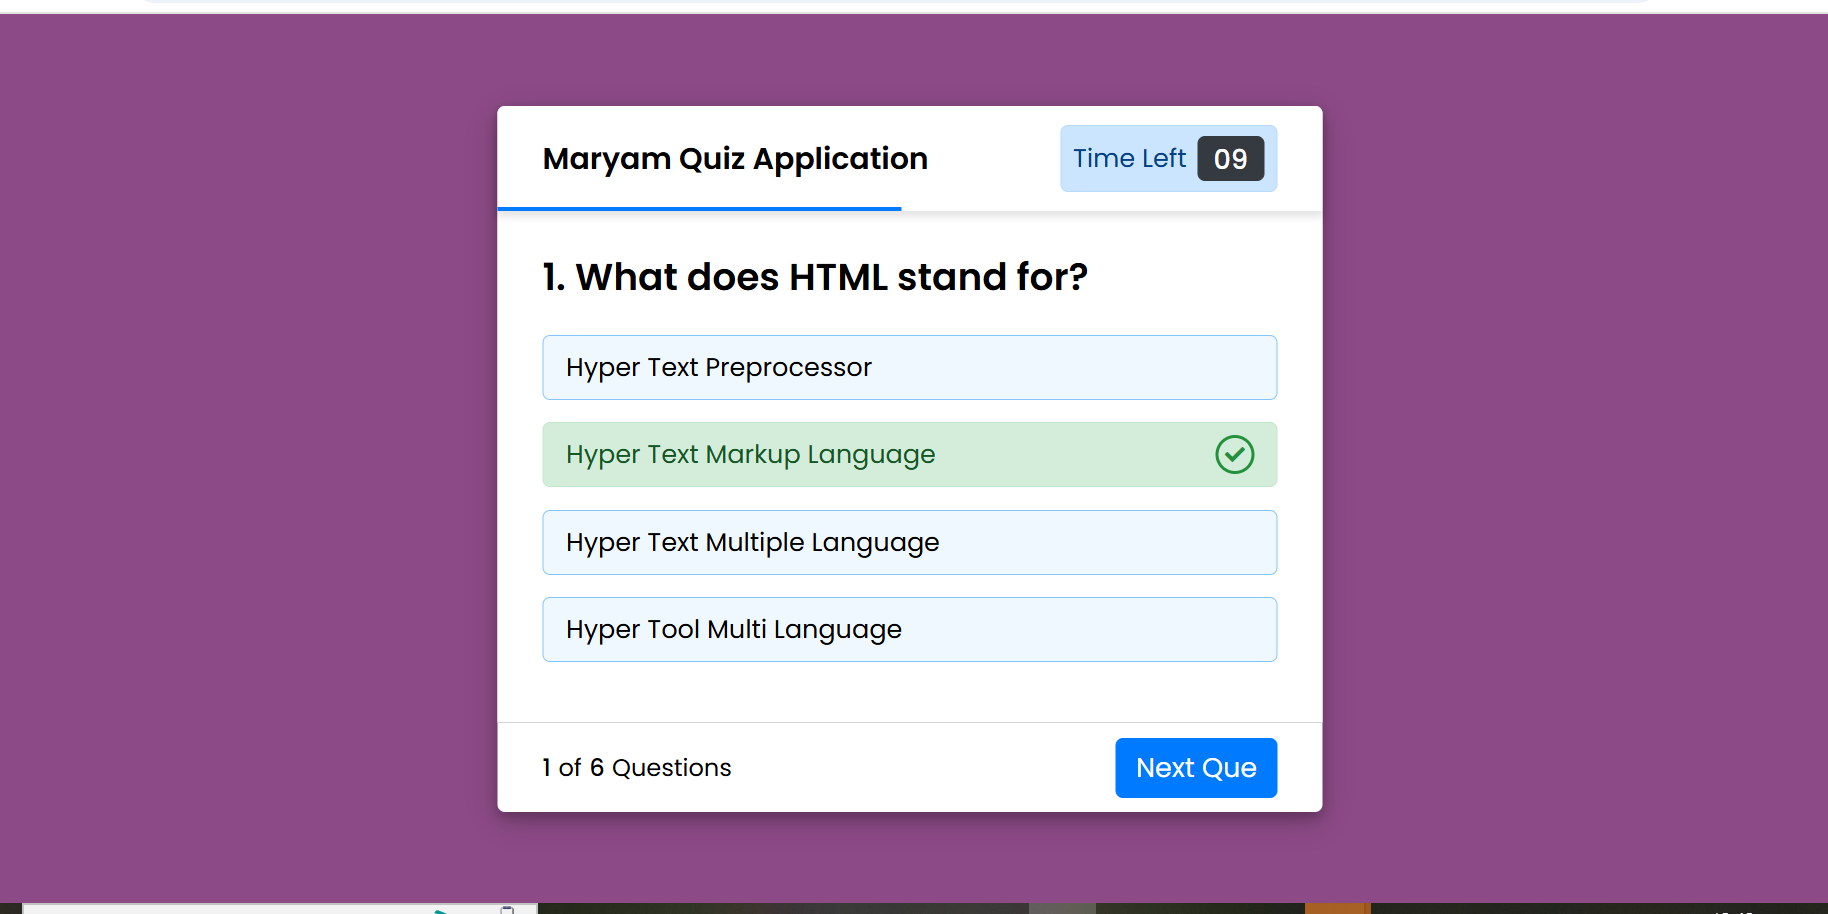 Maryam Quiz Application
Time Left 09
1. What does HTML stand for?
Hyper Text Preprocessor
Hyper Text Markup Language
Hyper Text Multiple Language
Hyper Tool Multi Language
1 of 6 Questions
Next Que